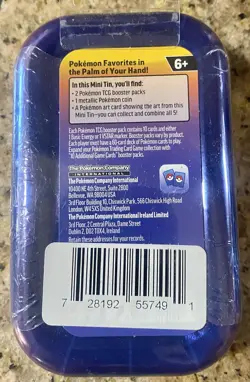 Pokémon Favorites in
the Palm of Your Hand!
6+
In this Mini Tin, you'll find:
• 2 Pokémon TCG booster packs
• 1 metallic Pokémon coin
• A Pokémon art card showing the art from this
Mini Tin—you can collect and combine all 5!
Each Pokémon TCG booster pack contains 10 cards and either
1 Basic Energy or 1 VSTAR marker. Booster packs vary by product.
Each player must have a 60-card deck of Pokémon cards to play.
Expand your Pokémon Trading Card Game collection with
10 Additional Game Cards booster packs.
The Pokémon Company
INTERNATIONAL
The Pokémon Company International
10400 NE 4th Street, Suite 2800
Bellevue, WA 98004 USA
3rd Floor Building 10, Chiswick Park, 566 Chiswick High Road
London, W4 5XS United Kingdom
The Pokémon Company International Ireland Limited
3rd Floor, 2 Central Plaza, Dame Street
Dublin 2, D02 T0X4, Ireland
Retain these addresses for your records.
7 28192 55749 1